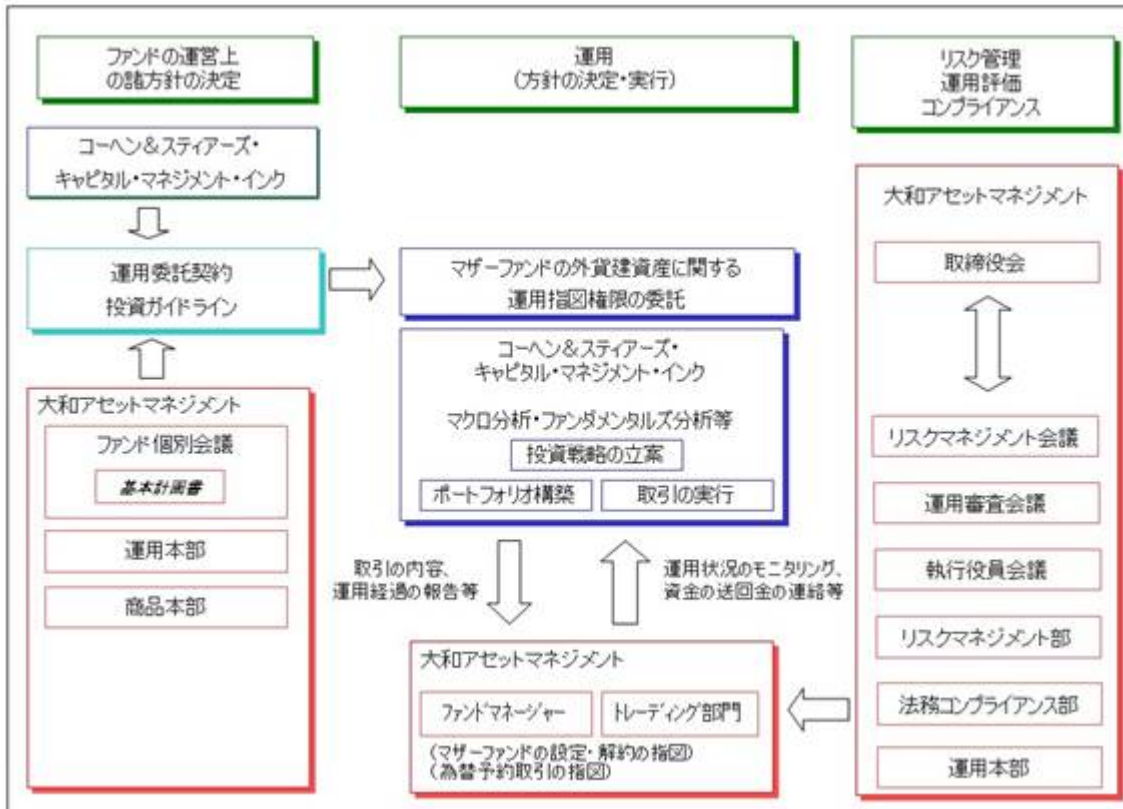 ファンドの運営上
の諸方針の決定
運用
(方針の決定・実行)
リスク管理
運用評価
コンプライアンス
コーヘン&スティアーズ・
キャピタル・マネジメント・インク
運用委託契約
投資ガイドライン
マザーファンドの外貨建資産に関する
運用指図権限の委託
コーヘン&スティアーズ・
キャピタル・マネジメント・インク
マクロ分析・ファンダメンタルズ分析等
投資戦略の立案
ポートフォリオ構築
取引の実行
大和アセットマネジメント
ファンド個別会議
基本計画書
運用本部
商品本部
取引の内容、
運用経過の報告等
運用状況のモニタリング、
資金の送回金の連絡等
大和アセットマネジメント
ファンドマネージャー
トレーディング部門
(マザーファンドの設定・解約の指図)
(為替予約取引の指図)
大和アセットマネジメント
取締役会
リスクマネジメント会議
運用審査会議
執行役員会議
リスクマネジメント部
法務コンプライアンス部
運用本部